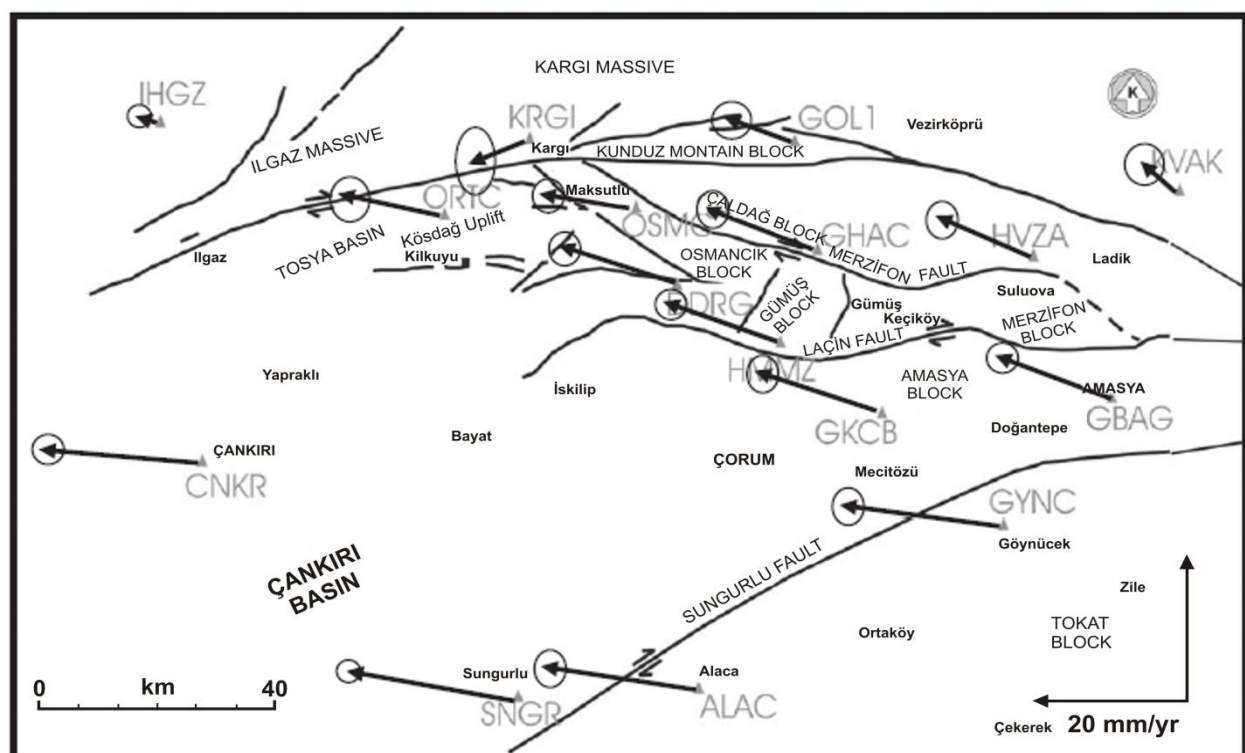 KARGI MASSIVE
IHGZ
K
KRGI
GOL1
Vezirköprü
ILGAZ MASSIVE
Kargı
KUNDUZ MONTAIN BLOCK
KVAK
ORTC
Maksutlu
OSMC
ÇALDAĞ BLOCK
GHAC
HVZA
TOSYA BASIN
Kösdağ Uplift
Ilgaz
Kilkuyu
OSMANCIK
BLOCK
MERZİFON FAULT
Ladik
DDRG
GÜMÜŞ
BLOCK
Gümüş
Keçiköy
Suluova
MERZİFON
BLOCK
LAÇİN FAULT
HMMZ
Yapraklı
İskilip
AMASYA
BLOCK
AMASYA
GBAG
GKCB
Doğantepe
ÇANKIRI
CNKR
Bayat
ÇORUM
Mecitözü
GYNC
Göynücek
ÇANKIRI
BASIN
SUNGURLU FAULT
Zile
Ortaköy
TOKAT
BLOCK
Sungurlu
SNGR
Alaca
ALAC
0 km 40
Çekerek
20 mm/yr